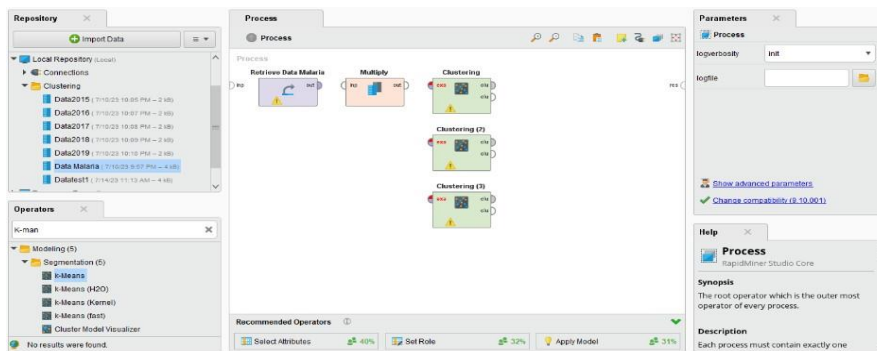 Repository
Import Data
Local Repository (Local)
Connections
Clustering
Data2015 ( 7/10/23 10:05 PM – 2 kB)
Data2016 ( 7/10/23 10:07 PM – 2 kB)
Data2017 ( 7/10/23 10:08 PM – 2 kB)
Data2018 ( 7/10/23 10:09 PM – 2 kB)
Data2019 ( 7/10/23 10:10 PM – 2 kB)
Data Malaria ( 7/10/23 9:57 PM – 4 kB)
Datatest1 ( 7/14/23 11:13 AM – 4 kB)
Operators
K-man
Modeling (5)
Segmentation (5)
k-Means
k-Means (H2O)
k-Means (Kernel)
k-Means (fast)
Cluster Model Visualizer
No results were found.
Process
Process
Process
inp
Retrieve Data Malaria
out
Multiply
inp
out
Clustering
exa
clu
clu
Clustering (2)
exa
clu
clu
Clustering (3)
exa
clu
clu
res
Recommended Operators
Select Attributes 40%
Set Role 32%
Apply Model 31%
Parameters
Process
logverbosity
init
logfile
Show advanced parameters
Change compatibility (9.10.001)
Help
Process
RapidMiner Studio Core
Synopsis
The root operator which is the outer most
operator of every process.
Description
Each process must contain exactly one